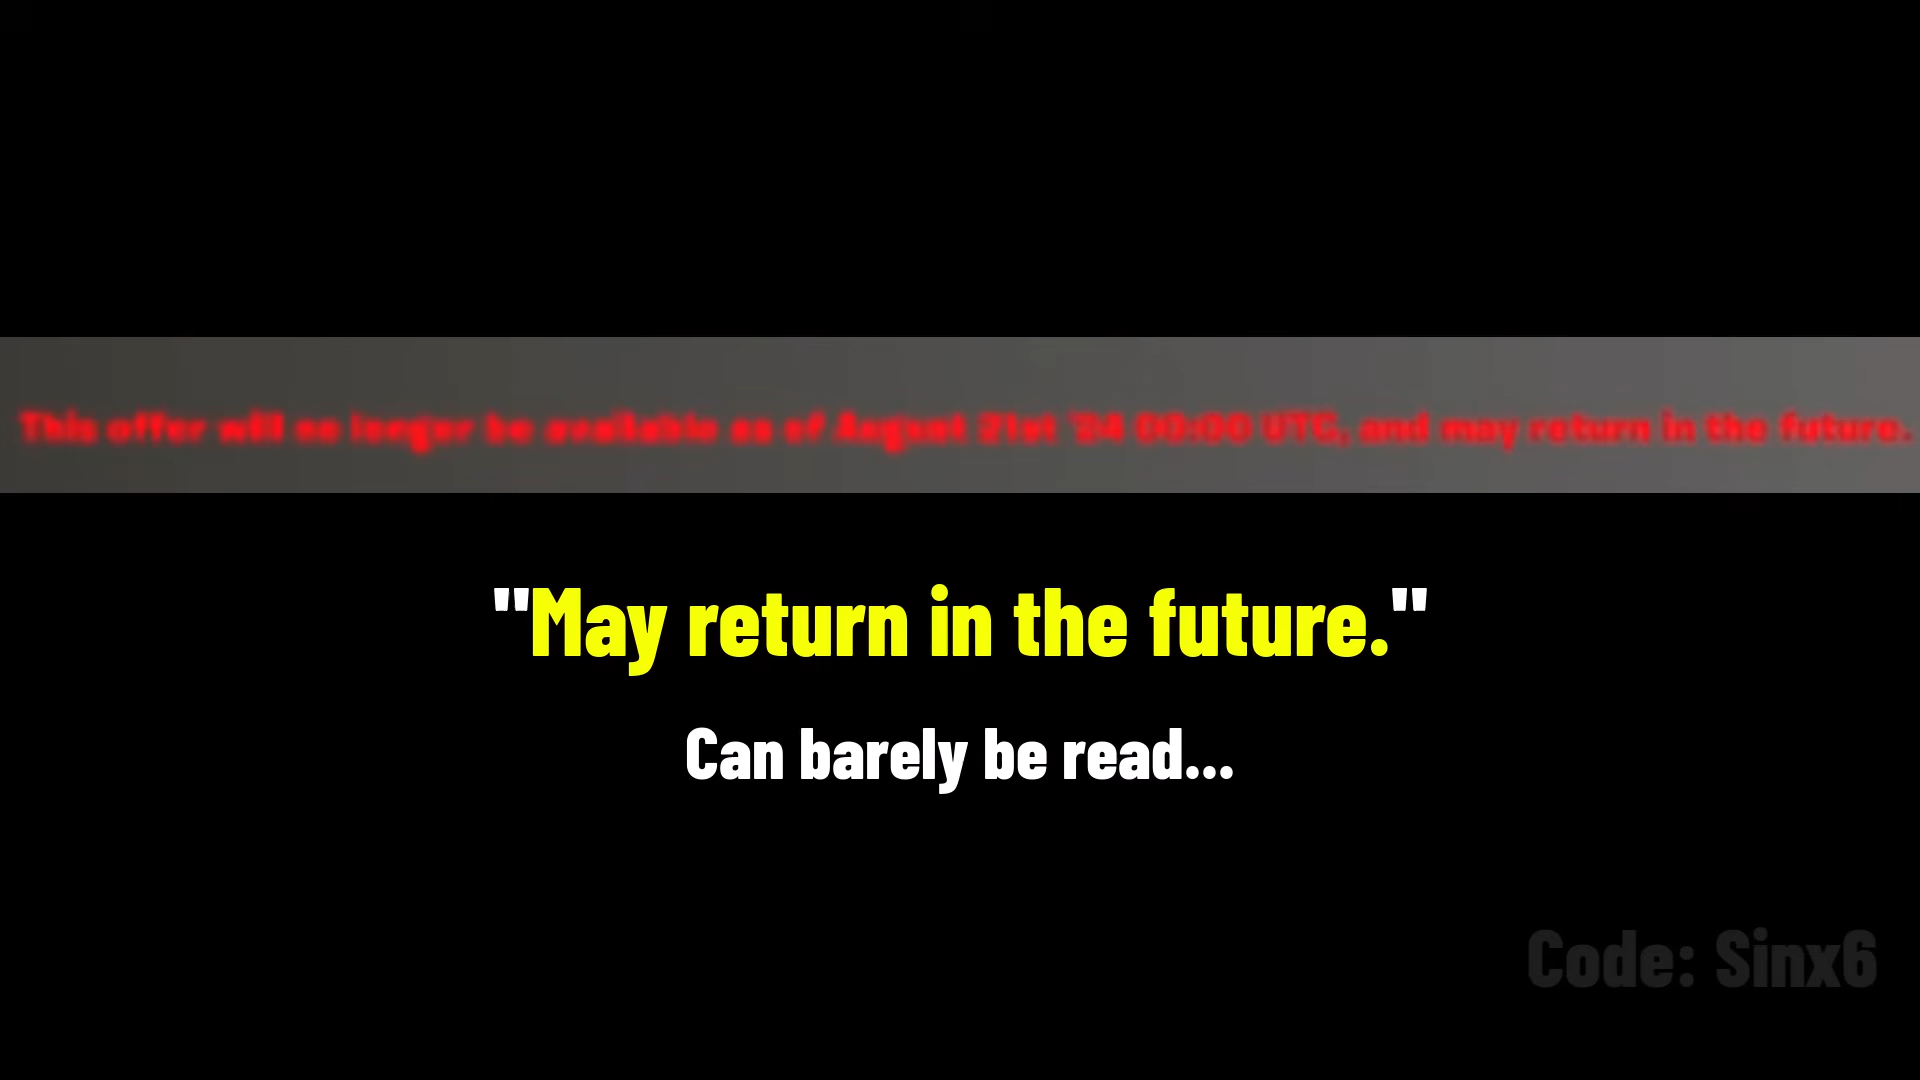 This offer will no longer be available as of August 21st '24 00:00 UTC, and may return in the future.
"May return in the future."
Can barely be read...
Code: Sinx6